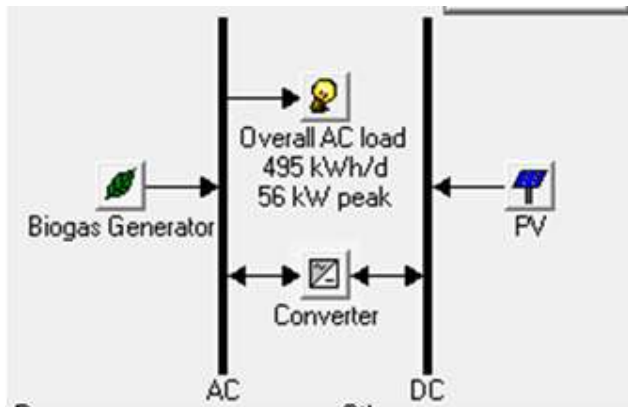 Overall AC load
495 kWh/d
56 kW peak
Biogas Generator
PV
Converter
AC
DC